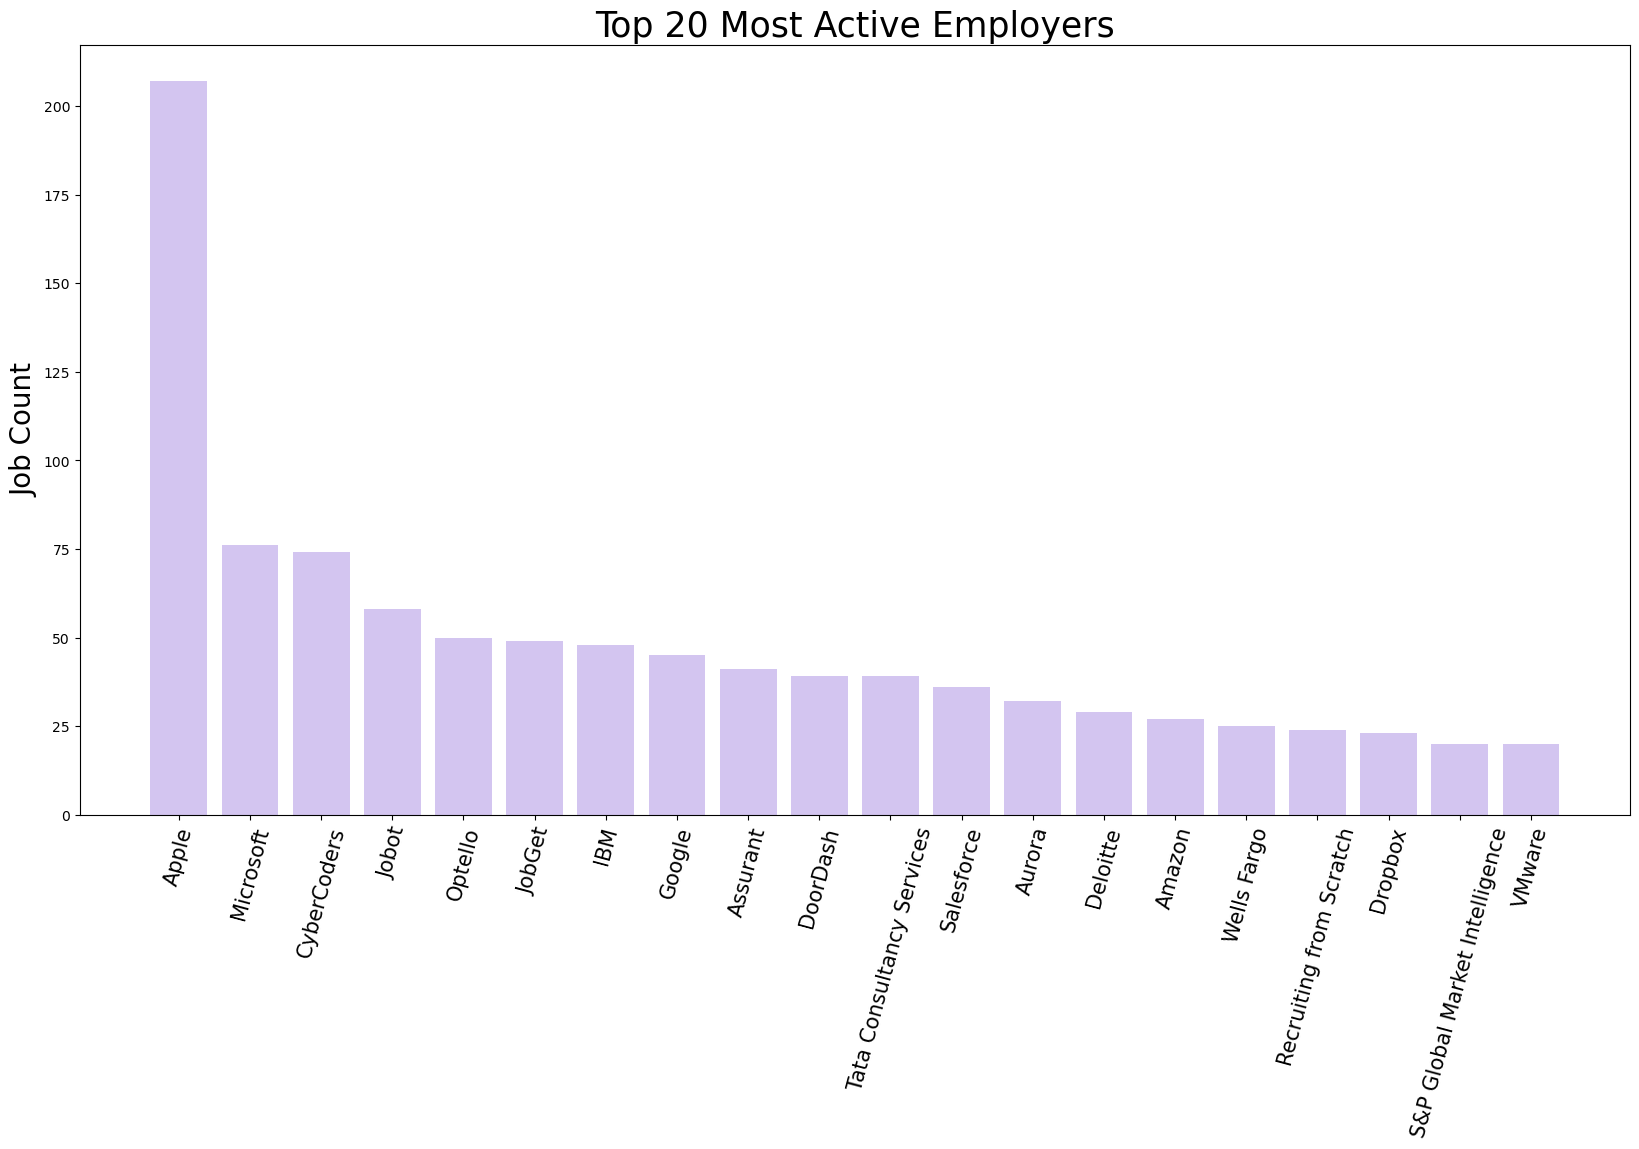 Top 20 Most Active Employers
Job Count
200
175
150
125
100
75
50
25
0
Apple
Microsoft
CyberCoders
Jobot
Optello
JobGet
IBM
Google
Assurant
DoorDash
Tata Consultancy Services
Salesforce
Aurora
Deloitte
Amazon
Wells Fargo
Recruiting from Scratch
Dropbox
S&P Global Market Intelligence
VMware